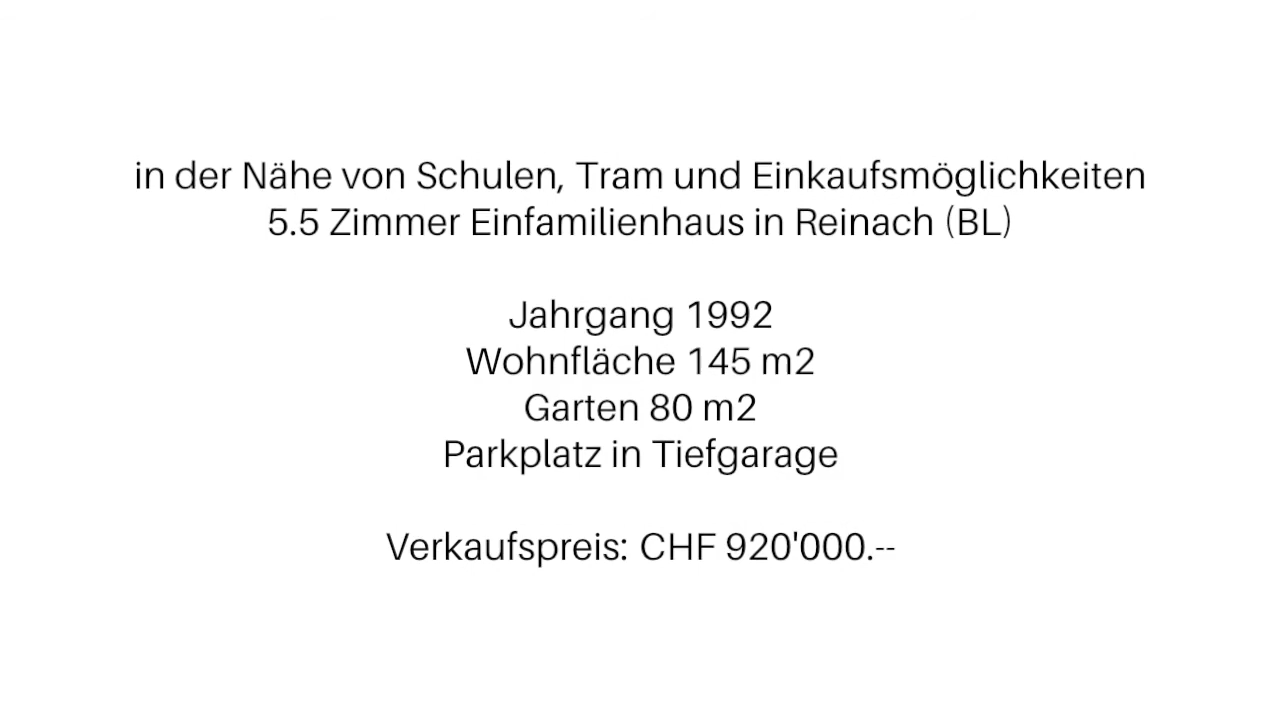 in der Nähe von Schulen, Tram und Einkaufsmöglichkeiten
5.5 Zimmer Einfamilienhaus in Reinach (BL)
Jahrgang 1992
Wohnfläche 145 m2
Garten 80 m2
Parkplatz in Tiefgarage
Verkaufspreis: CHF 920'000.--